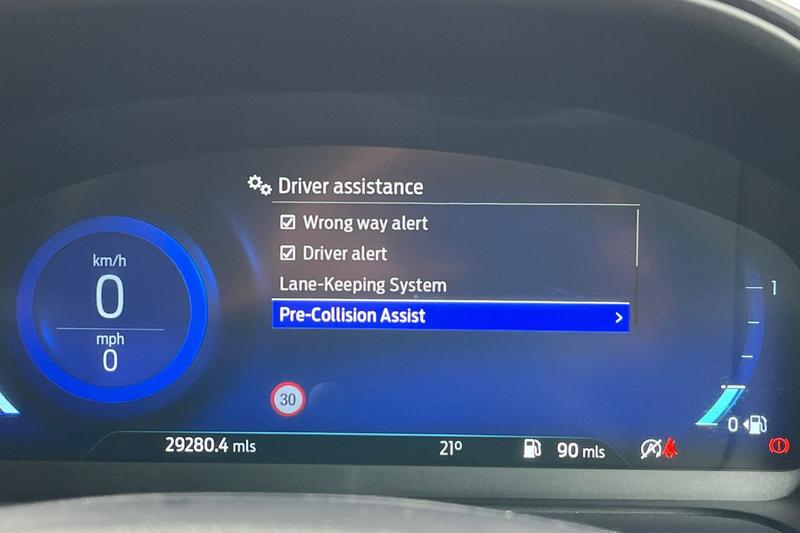 Driver assistance
Wrong way alert
Driver alert
Lane-Keeping System
Pre-Collision Assist >
km/h
0
mph
0
30
1
0
29280.4 mls
21º
90 mls